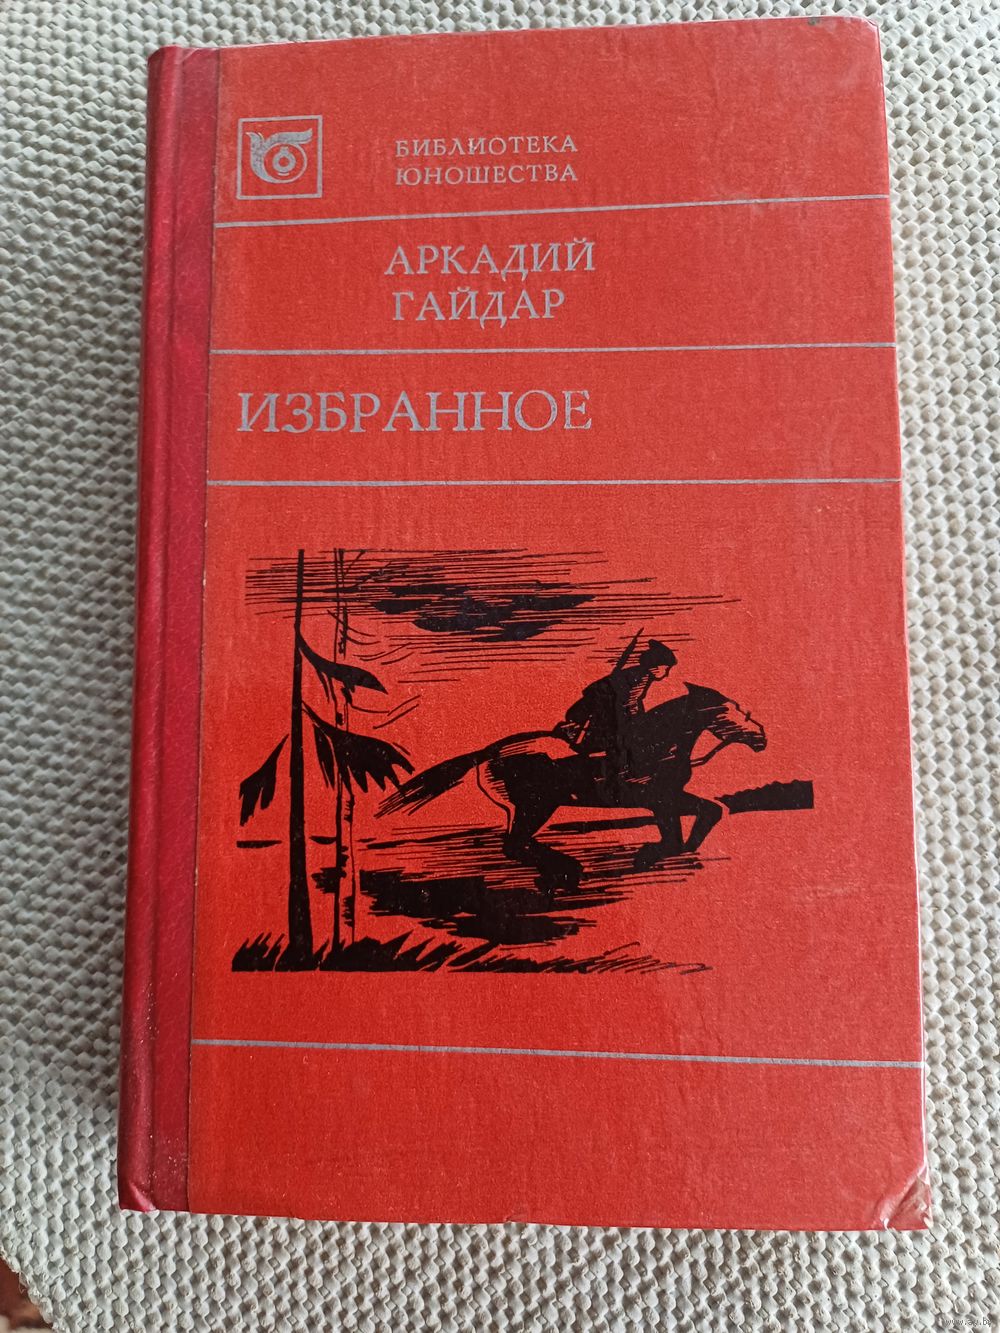 БИБЛИОТЕКА
ЮНОШЕСТВА
АРКАДИЙ
ГАЙДАР
ИЗБРАННОЕ